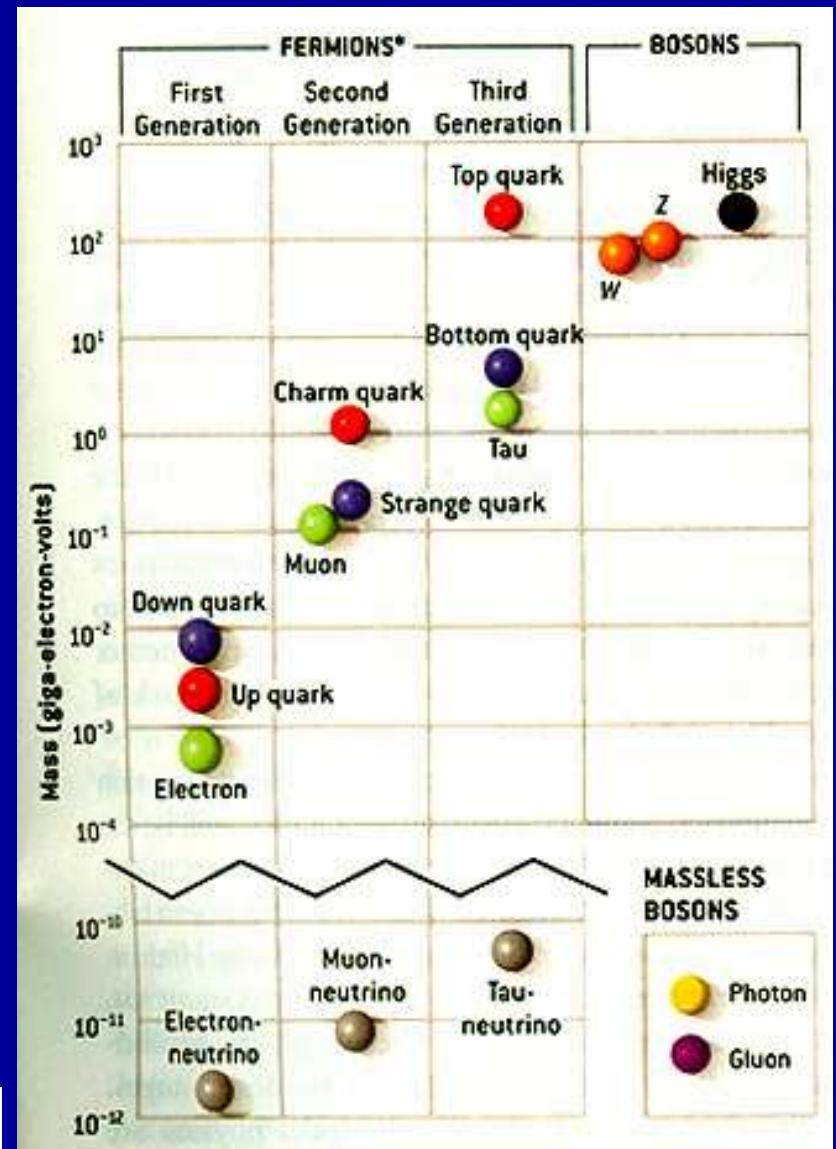 FERMIONS*
BOSONS
First
Generation
Second
Generation
Third
Generation
10³
10²
10¹
10⁰
10⁻¹
10⁻²
10⁻³
10⁻⁴
10⁻¹⁰
10⁻¹¹
10⁻¹²
Mass (giga-electron-volts)
Top quark
Higgs
Z
W
Bottom quark
Charm quark
Tau
Strange quark
Muon
Down quark
Up quark
Electron
MASSLESS
BOSONS
Photon
Gluon
Muon-
neutrino
Tau-
neutrino
Electron-
neutrino